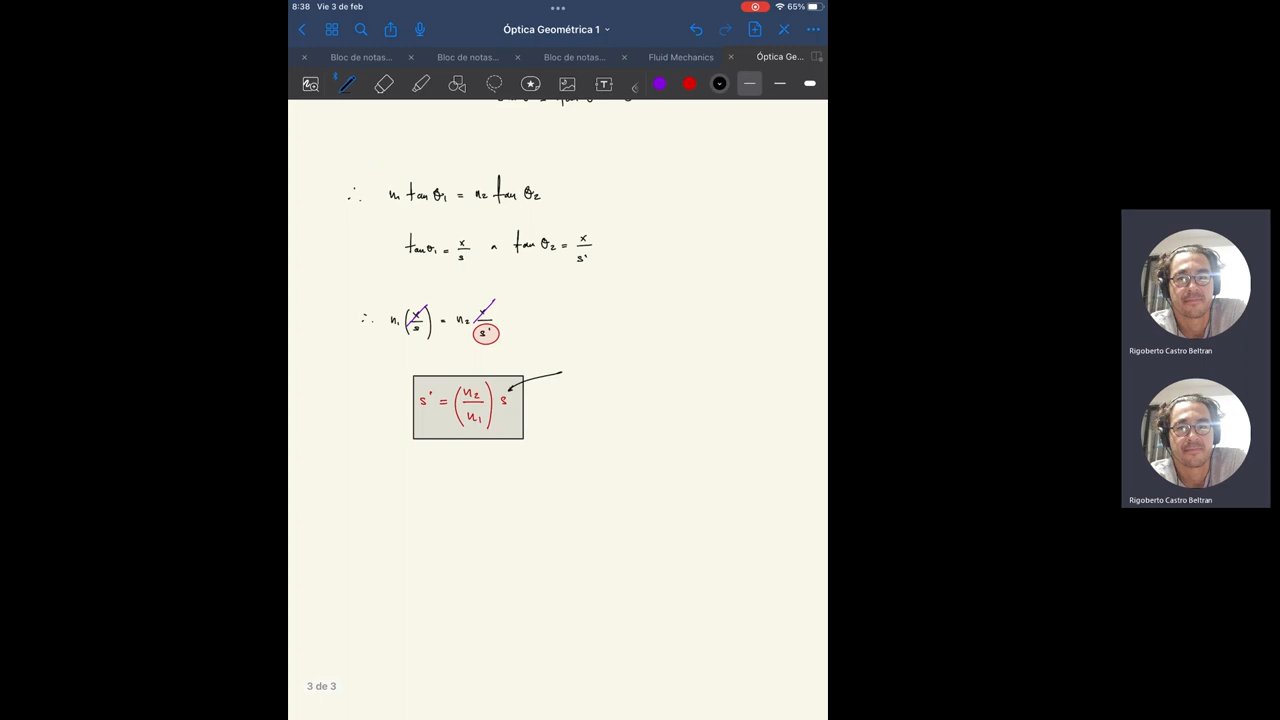 8:38 Vie 3 de feb
65%
Óptica Geométrica 1
Bloc de notas... Bloc de notas... Bloc de notas... Fluid Mechanics Óptica Ge...
∴ n₁ tan θ₁ = n₂ tan θ₂
tan θ₁ = x/s ∧ tan θ₂ = x/s'
∴ n₁ (x/s) = n₂ x/s'
s' = (n₂/n₁) s
3 de 3
Rigoberto Castro Beltran
Rigoberto Castro Beltran